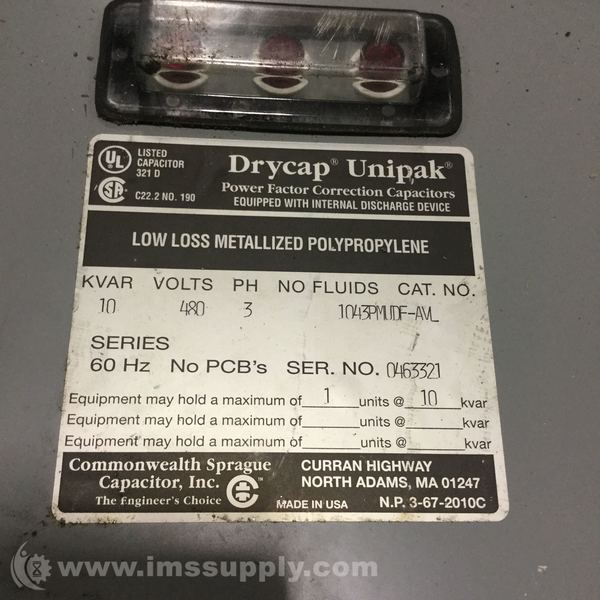 UL LISTED
CAPACITOR
321 D
SA C22.2 NO. 190
Drycap® Unipak®
Power Factor Correction Capacitors
EQUIPPED WITH INTERNAL DISCHARGE DEVICE
LOW LOSS METALLIZED POLYPROPYLENE
KVAR VOLTS PH NO FLUIDS CAT. NO.
10 480 3 1043PMUDF-AVL
SERIES
60 Hz No PCB's SER. NO. 0463321
Equipment may hold a maximum of 1 units @ 10 kvar
Equipment may hold a maximum of units @ kvar
Equipment may hold a maximum of units @ kvar
Commonwealth Sprague
Capacitor, Inc.
The Engineer's Choice
MADE IN USA
CURRAN HIGHWAY
NORTH ADAMS, MA 01247
N.P. 3-67-2010C
www.imssupply.com